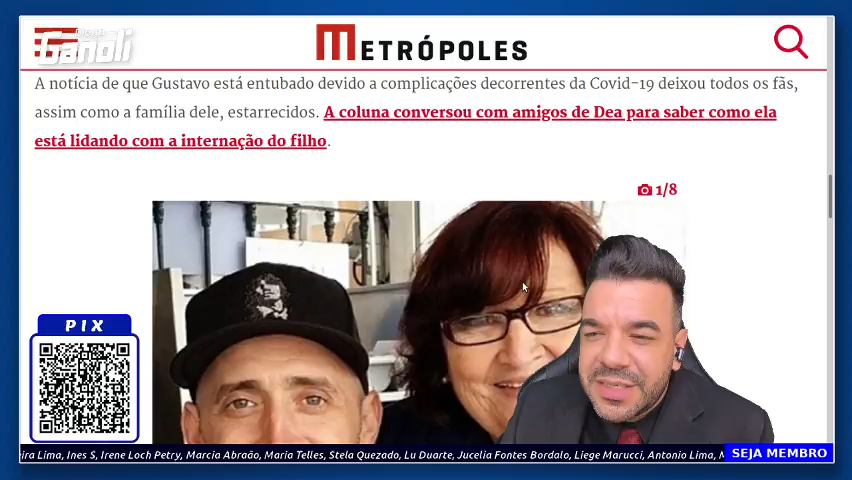 Ganoli
METRÓPOLES
A notícia de que Gustavo está entubado devido a complicações decorrentes da Covid-19 deixou todos os fãs,
assim como a família dele, estarrecidos. A coluna conversou com amigos de Dea para saber como ela
está lidando com a internação do filho.
1/8
PIX
ira Lima, Ines S, Irene Loch Petry, Marcia Abraão, Maria Telles, Stela Quezado, Lu Duarte, Jucelia Fontes Bordalo, Liege Marucci, Antonio Lima, M
SEJA MEMBRO